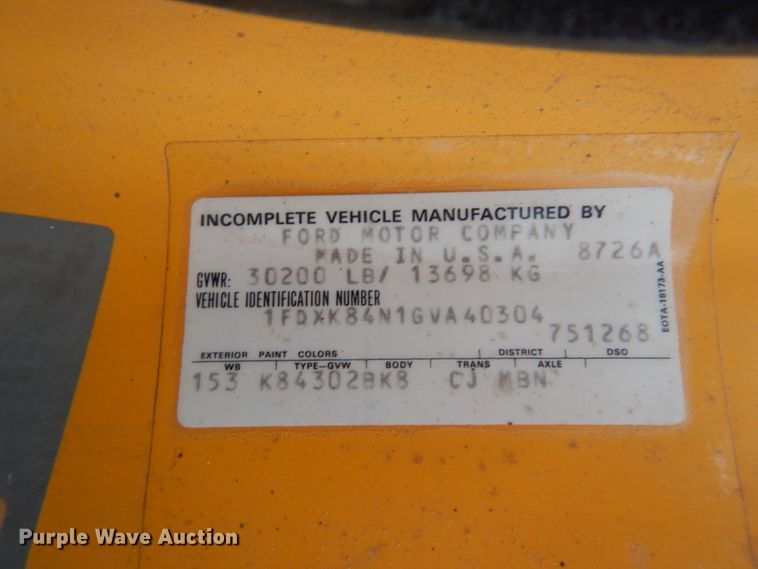 INCOMPLETE VEHICLE MANUFACTURED BY
FORD MOTOR COMPANY
MADE IN U.S.A. 8726A
GVWR: 30200 LB/ 13698 KG
VEHICLE IDENTIFICATION NUMBER
1FDXK84N1GVA40304
751268
EXTERIOR PAINT COLORS DISTRICT DSO
WB TYPE-GVW BODY TRANS AXLE
153 K84302BK8 CJ MBN
EOTA-18173-AA
Purple Wave Auction